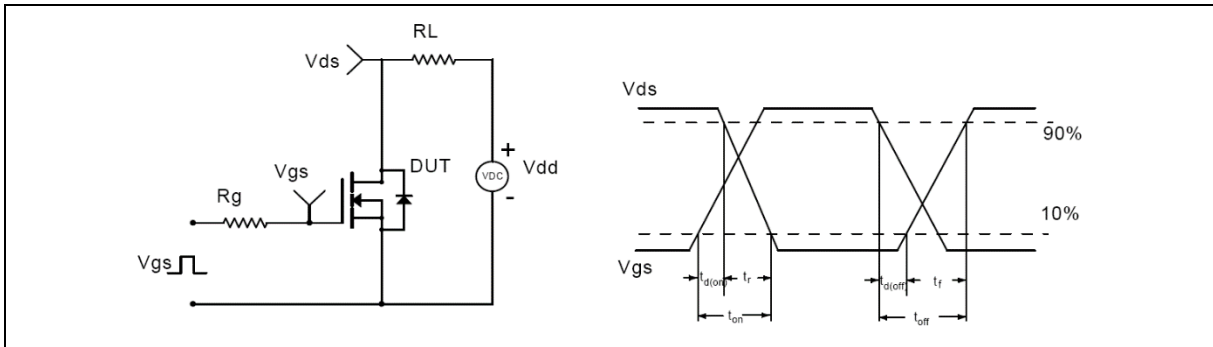 RL
Vds
Vgs
DUT
Rg
VDC
+
-
Vdd
Vgs
Vds
90%
10%
Vgs
td(on)
tr
ton
td(off)
tf
toff